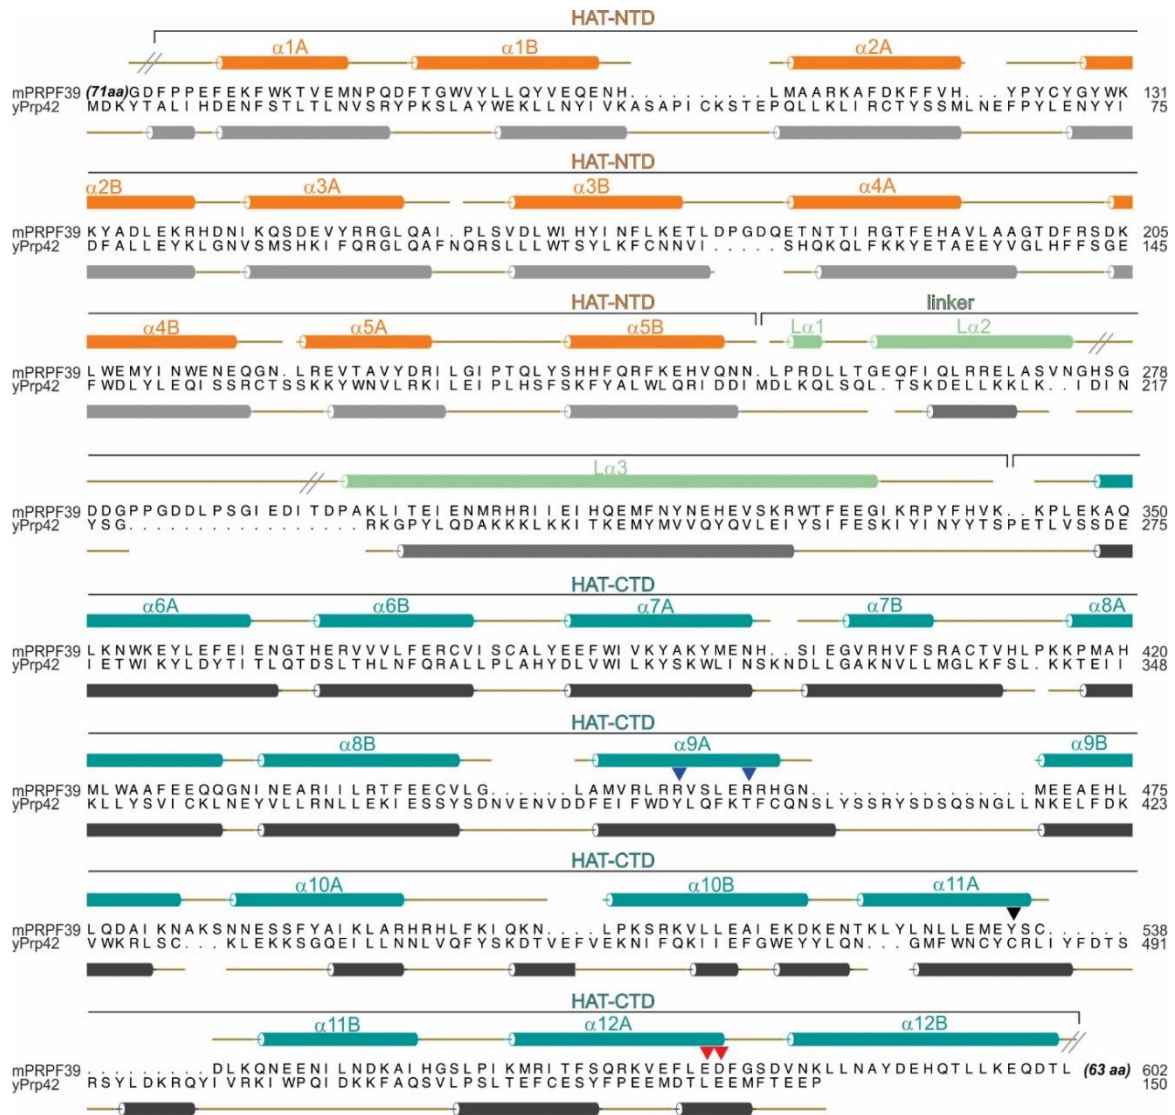 HAT-NTD
α1A α1B α2A
mPRPF39 (71aa)GDFPPEFEKFWKTVEMNPQDFTGWVYLLQYVEQENH..........LMAARKAFDKFFVH...YPYCYGYWK 131
yPrp42 MDKYTALIHDENFSTLTLNVSRYPKSLAYWEKLLNYIVKASAPICKSTEPQLLKLIRCTYSSMLNEFPYLENYYI 75
HAT-NTD
α2B α3A α3B α4A
mPRPF39 KYADLEKRHDNIKQSDEVYRRGLQAI.PLSVDLWIHYINFLKETLDPGDQETNTTIRGTFEHAVLAAGTDFRSDK 205
yPrp42 DFALLEYKLGNVSMSHKIFQRGLQAFNQRSLLLWTSYLKFCNNVI.....SHQKQLFKKYETAEEYVGLHFFSGE 145
HAT-NTD linker
α4B α5A α5B Lα1 Lα2
mPRPF39 LWEMYINWENEQGN.LREVTAVYDRILGIPTQLYSHHFQRFKEHVQNN.LPRDLLTGEQFIQLRRELASVNGHSG 278
yPrp42 FWDLYLEQISSRCTSSKKYWNVLRKILEIPLHSFSKFYALWLQRIDDIMDLKQLSQLTSKDELLKKLK..IDIN 217
Lα3
mPRPF39 DDGPPGDDLPSGIEDITDPAKLITEIENMRHRIIEIHQEMFNYNEHEVSKRWTFEEGIKRPYFHVK..KPLEKAQ 350
yPrp42 YSG.................RKGPYLQDAKKKLKKITKEMYMVVQYQVLEIYSIFESKIKYNYYTSPETLVSSDE 275
HAT-CTD
α6A α6B α7A α7B α8A
mPRPF39 LKNWKEYLEFEIENGTHERVVVLFERCVISCALYEEFWIVKYAKYMENH..SIEGVRHVFSRACTVHLPKKPMAH 420
yPrp42 IETWIKYLDYTITLQTDSLTHLNFQRALLPLAHYDLVWILKYSKWLINSKNDLLGAKNVLLMGLKFSL.KKTEII 348
HAT-CTD
α8B α9A α9B
mPRPF39 MLWAAFEEQQGNINEARIILRTFEECVLG......LAMVRLRRVSLERRHGN................MEEAEHL 475
yPrp42 KLLYSVICKLNEYVLLRNLLEKIESSYSDNVENVDDAFEIFWDYLQFKTFCQNSLYSSRYSDSQSNGLLNKELFDK 423
HAT-CTD
α10A α10B α11A
mPRPF39 LQDAIKNAKSNNESSFYAIKLARHRHLFKIQKN....LPKSRKVLLEAIEKDKENTKLYLNLLEMEYSC...... 538
yPrp42 VWKRLSC...KLEKKSGQEILLNNLVQFYSKDTVEFVEKNIFQKIIEFGWEYYLQN...GMFWNCYCRLIYFDTS 491
HAT-CTD
α11B α12A α12B
mPRPF39 .........DLKQNEENILNDKAIHGSLPIKMRITFSQRKVEFLEDFGSDVNKLLNAYDEHQTLLKEQDTL (63 aa) 602
yPrp42 RSYLDKRQYIVRKIWPQIDKKFAQSVLPSLTEFCESYFPEEMDTLEEMFTEEP 150